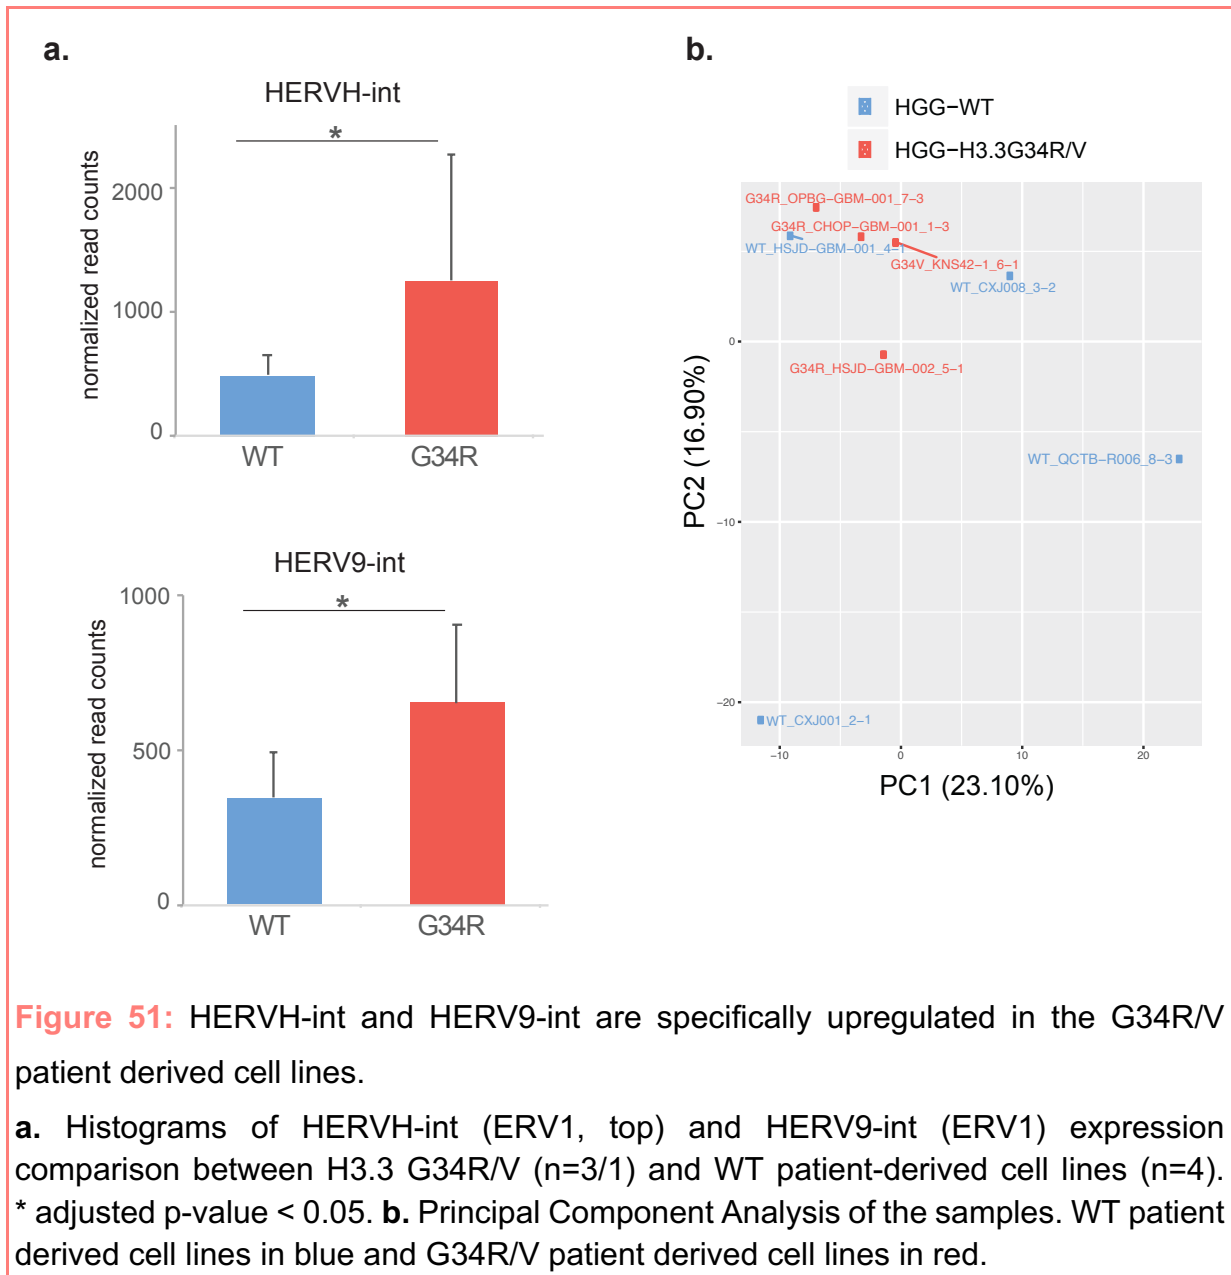 a.
HERVH-int
*
normalized read counts
2000
1000
0
WT
G34R
HERV9-int
*
normalized read counts
1000
500
0
WT
G34R
b.
HGG−WT
HGG−H3.3G34R/V
G34R_OPBG−GBM−001_7−3
G34R_CHOP−GBM−001_1−3
WT_HSJD−GBM−001_4−1
G34V_KNS42−1_6−1
WT_CXJ008_3−2
G34R_HSJD−GBM−002_5−1
WT_QCTB−R006_8−3
WT_CXJ001_2−1
0
−10
−20
PC2 (16.90%)
−10
0
10
20
PC1 (23.10%)
Figure 51: HERVH-int and HERV9-int are specifically upregulated in the G34R/V
patient derived cell lines.
a. Histograms of HERVH-int (ERV1, top) and HERV9-int (ERV1) expression
comparison between H3.3 G34R/V (n=3/1) and WT patient-derived cell lines (n=4).
* adjusted p-value < 0.05. b. Principal Component Analysis of the samples. WT patient
derived cell lines in blue and G34R/V patient derived cell lines in red.